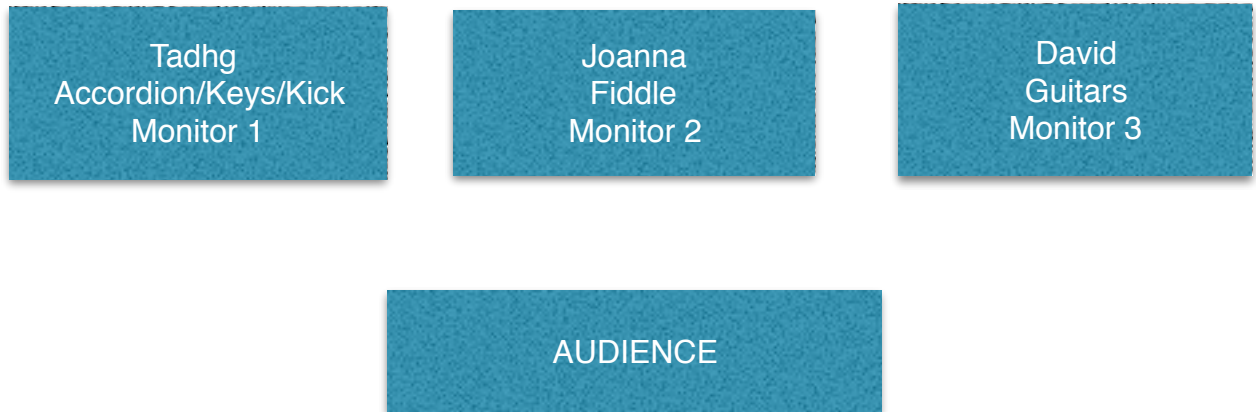 Tadhg
Accordion/Keys/Kick
Monitor 1
Joanna
Fiddle
Monitor 2
David
Guitars
Monitor 3
AUDIENCE